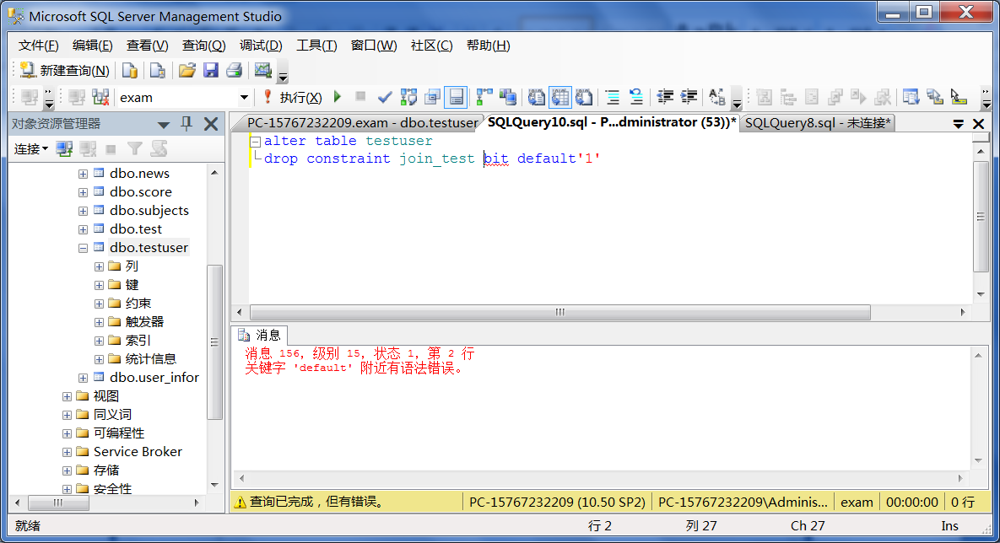 Microsoft SQL Server Management Studio
文件(F) 编辑(E) 查看(V) 查询(Q) 调试(D) 工具(T) 窗口(W) 社区(C) 帮助(H)
新建查询(N)
exam 执行(X)
对象资源管理器
连接
dbo.news
dbo.score
dbo.subjects
dbo.test
dbo.testuser
列
键
约束
触发器
索引
统计信息
dbo.user_infor
视图
同义词
可编程性
Service Broker
存储
安全性
PC-15767232209.exam - dbo.testuser SQLQuery10.sql - P...dministrator (53))* SQLQuery8.sql - 未连接*
alter table testuser
drop constraint join_test bit default'1'
消息
消息 156，级别 15，状态 1，第 2 行
关键字 'default' 附近有语法错误。
查询已完成，但有错误。 PC-15767232209 (10.50 SP2) PC-15767232209\Adminis... exam 00:00:00 0 行
就绪 行 2 列 27 Ch 27 Ins